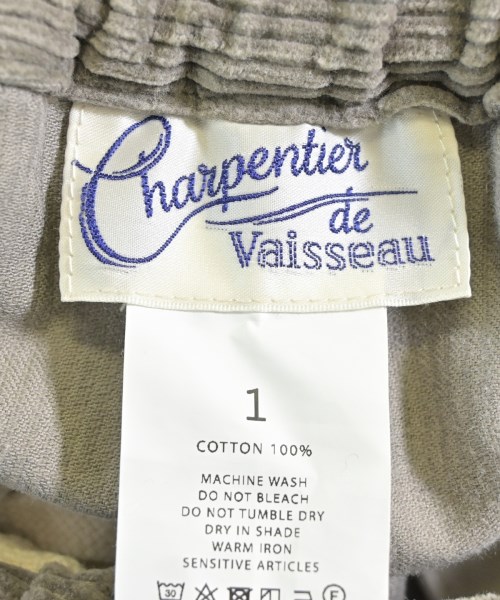 Charpentier
de
Vaisseau
1
COTTON 100%
MACHINE WASH
DO NOT BLEACH
DO NOT TUMBLE DRY
DRY IN SHADE
WARM IRON
SENSITIVE ARTICLES
30 F